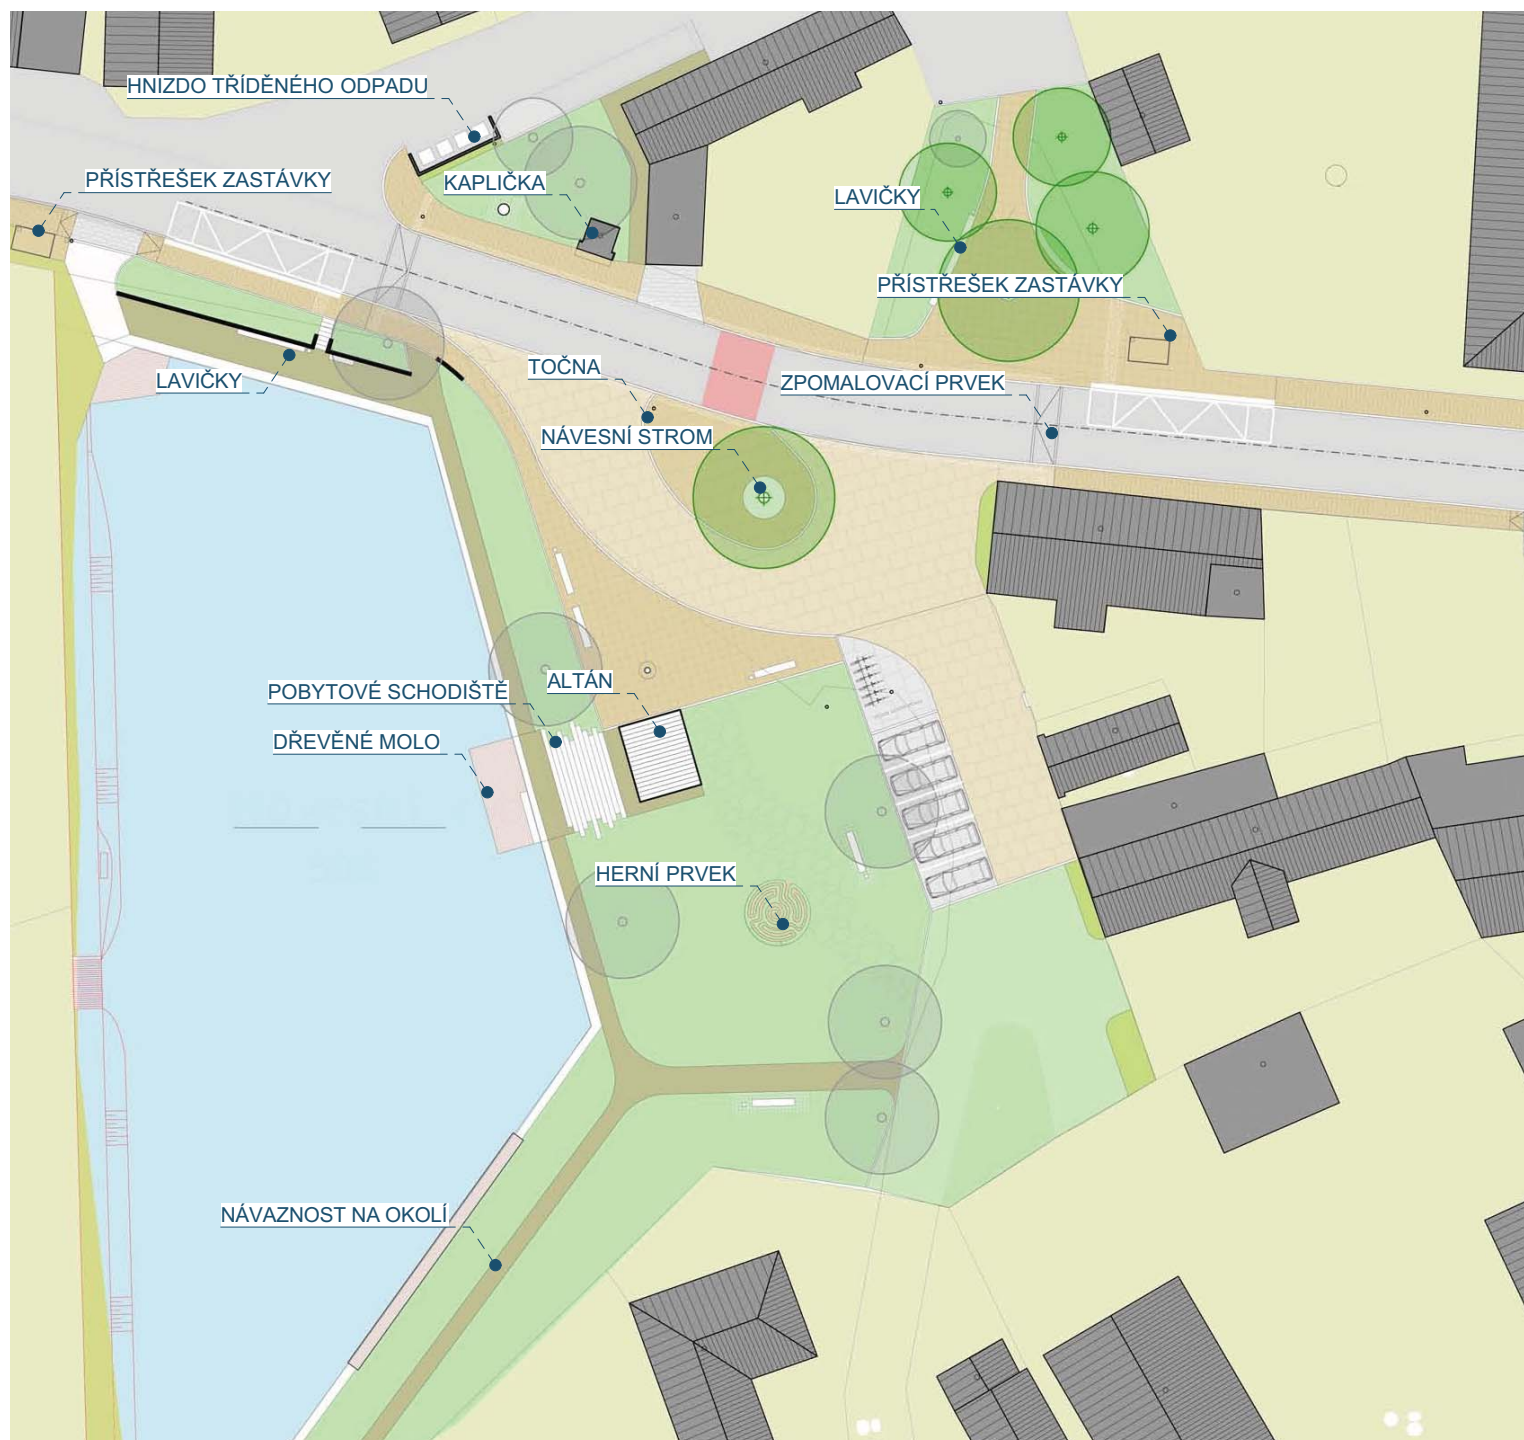 HNIZDO TŘÍDĚNÉHO ODPADU
PŘÍSTŘEŠEK ZASTÁVKY
KAPLIČKA
LAVIČKY
PŘÍSTŘEŠEK ZASTÁVKY
LAVIČKY
TOČNA
ZPOMALOVACÍ PRVEK
NÁVESNÍ STROM
ALTÁN
POBYTOVÉ SCHODIŠTĚ
DŘEVĚNÉ MOLO
HERNÍ PRVEK
NÁVAZNOST NA OKOLÍ